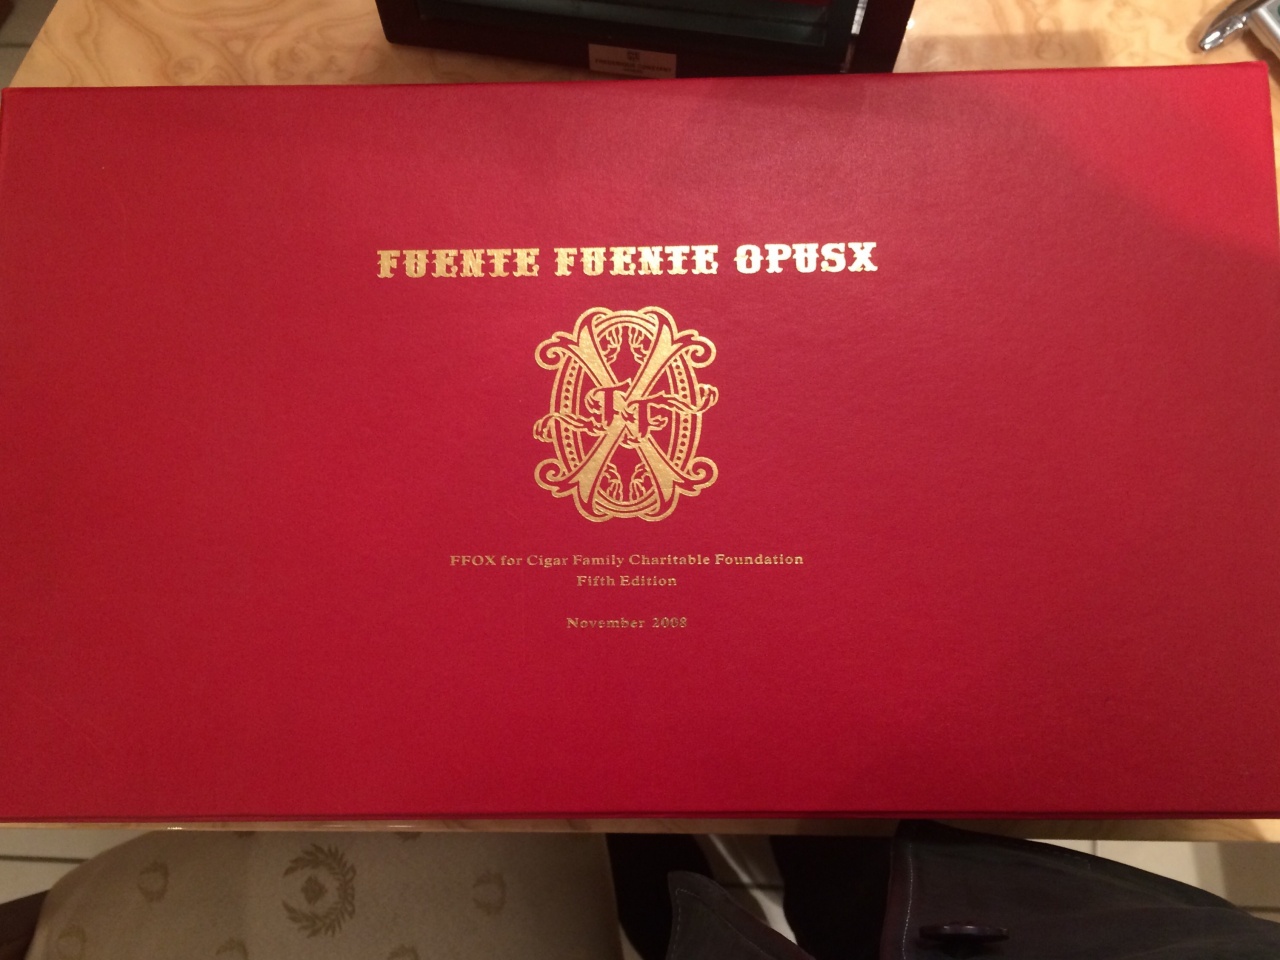 FUENTE FUENTE OPUSX
FFOX for Cigar Family Charitable Foundation
Fifth Edition
November 2008